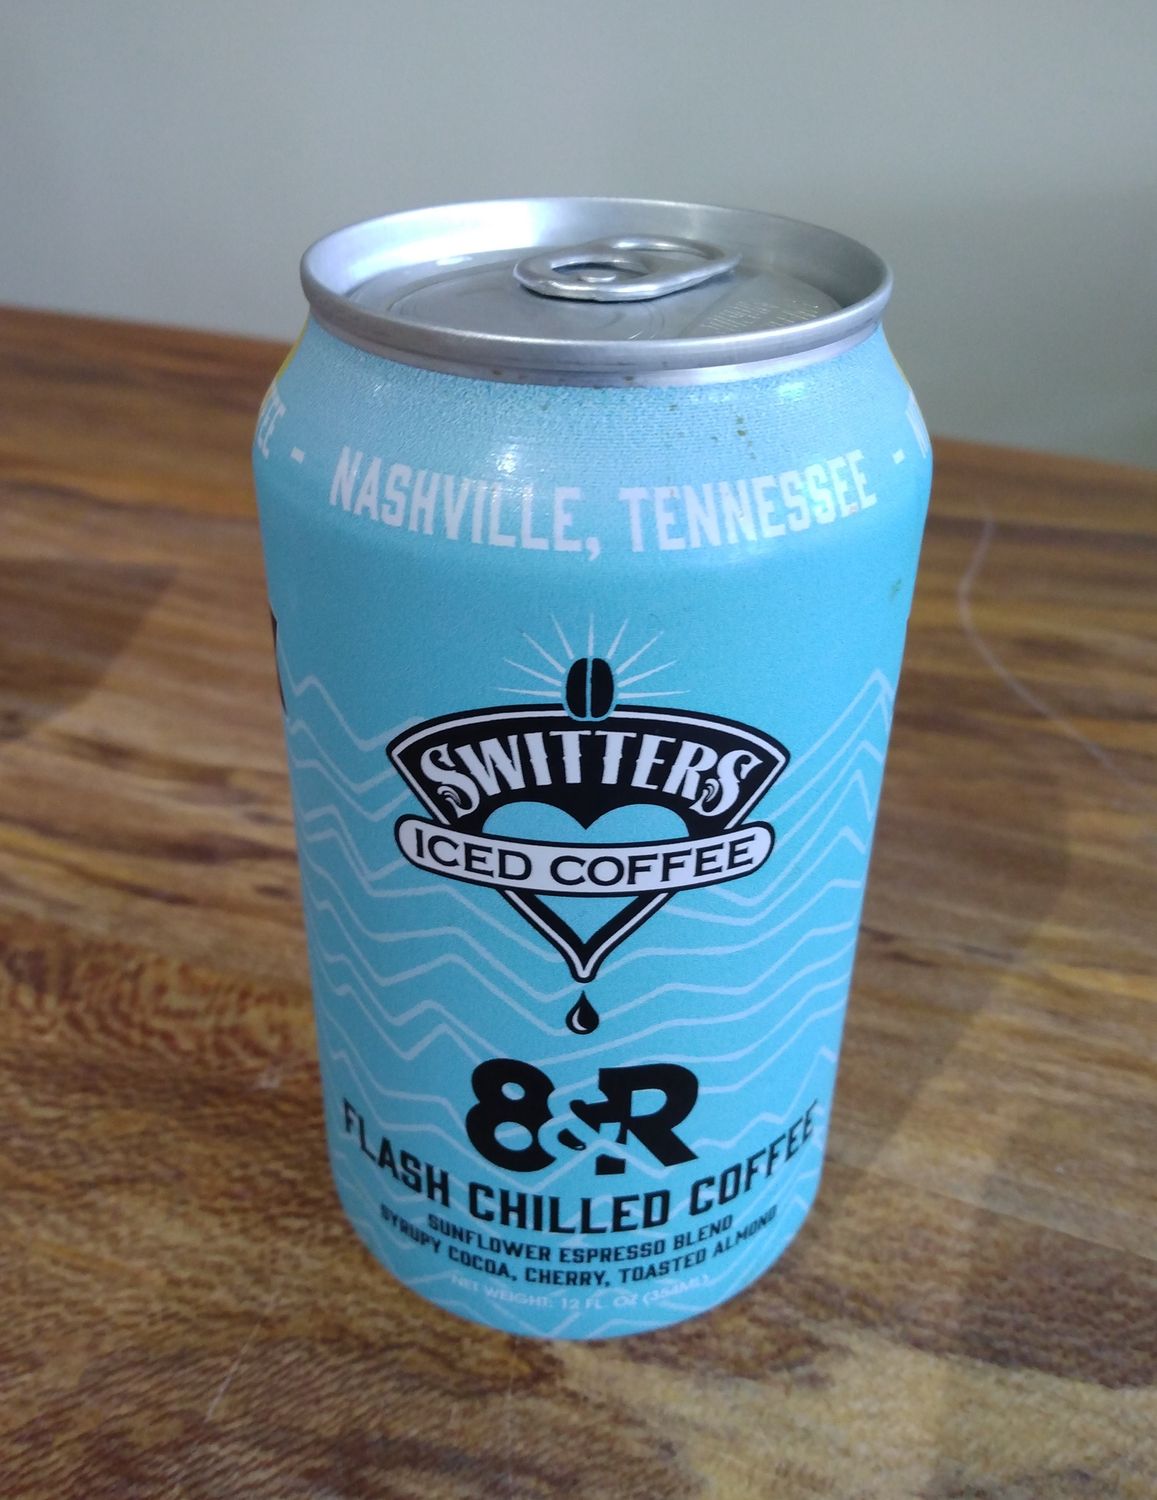 - NASHVILLE, TENNESSEE -
SWITTERS
ICED COFFEE
8&R
FLASH CHILLED COFFEE
SUNFLOWER ESPRESSO BLEND
SYRUPY COCOA, CHERRY, TOASTED ALMOND
NET WEIGHT: 12 FL OZ (354ML)